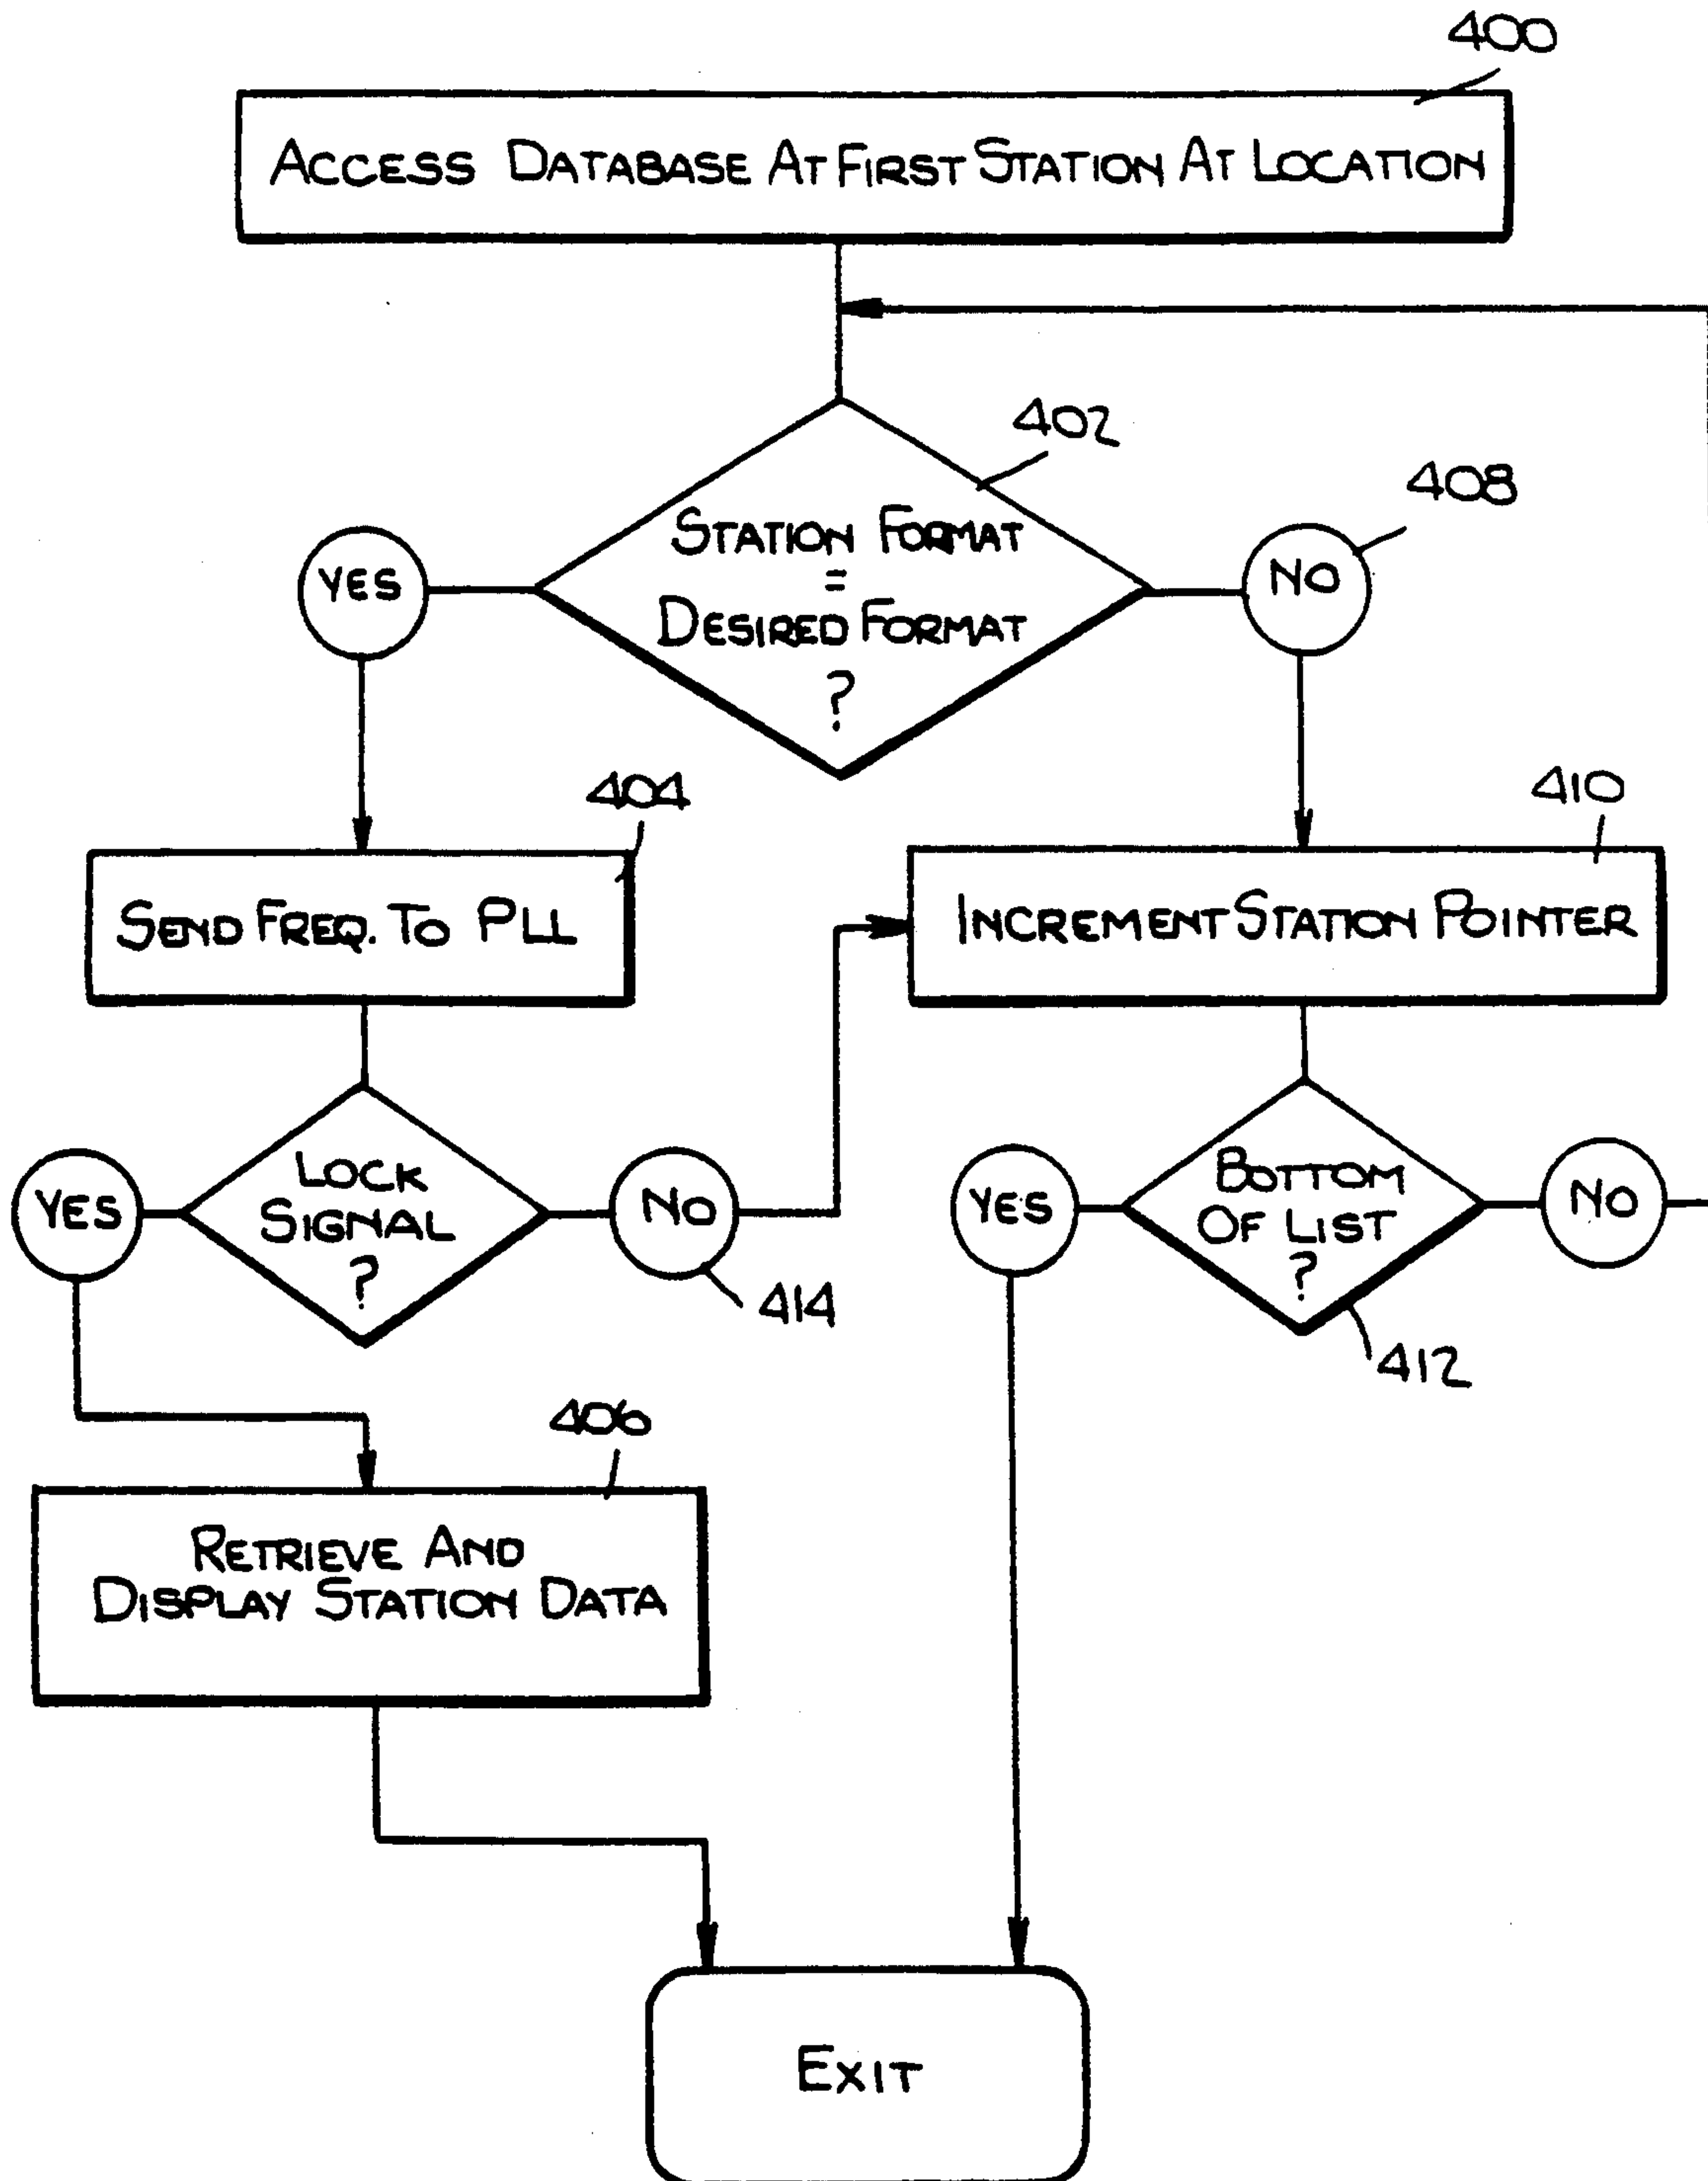 400
ACCESS DATABASE AT FIRST STATION AT LOCATION
402
408
STATION FORMAT
=
DESIRED FORMAT
?
YES
NO
404
410
SEND FREQ. TO PLL
INCREMENT STATION POINTER
YES
LOCK
SIGNAL
?
NO
414
YES
BOTTOM
OF LIST
?
NO
412
406
RETRIEVE AND
DISPLAY STATION DATA
EXIT